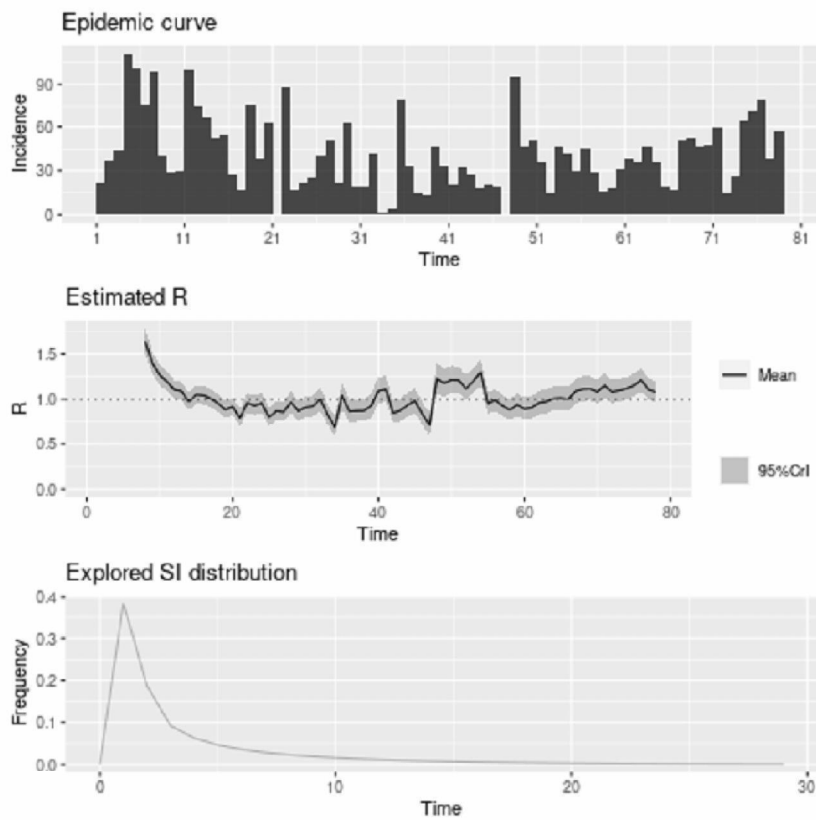 Epidemic curve
90
60
30
0
Incidence
1 11 21 31 41 51 61 71 81
Time
Estimated R
1.5
1.0
0.5
0.0
R
0 20 40 60 80
Time
Mean
95%CrI
Explored SI distribution
0.4
0.3
0.2
0.1
0.0
Frequency
0 10 20 30
Time